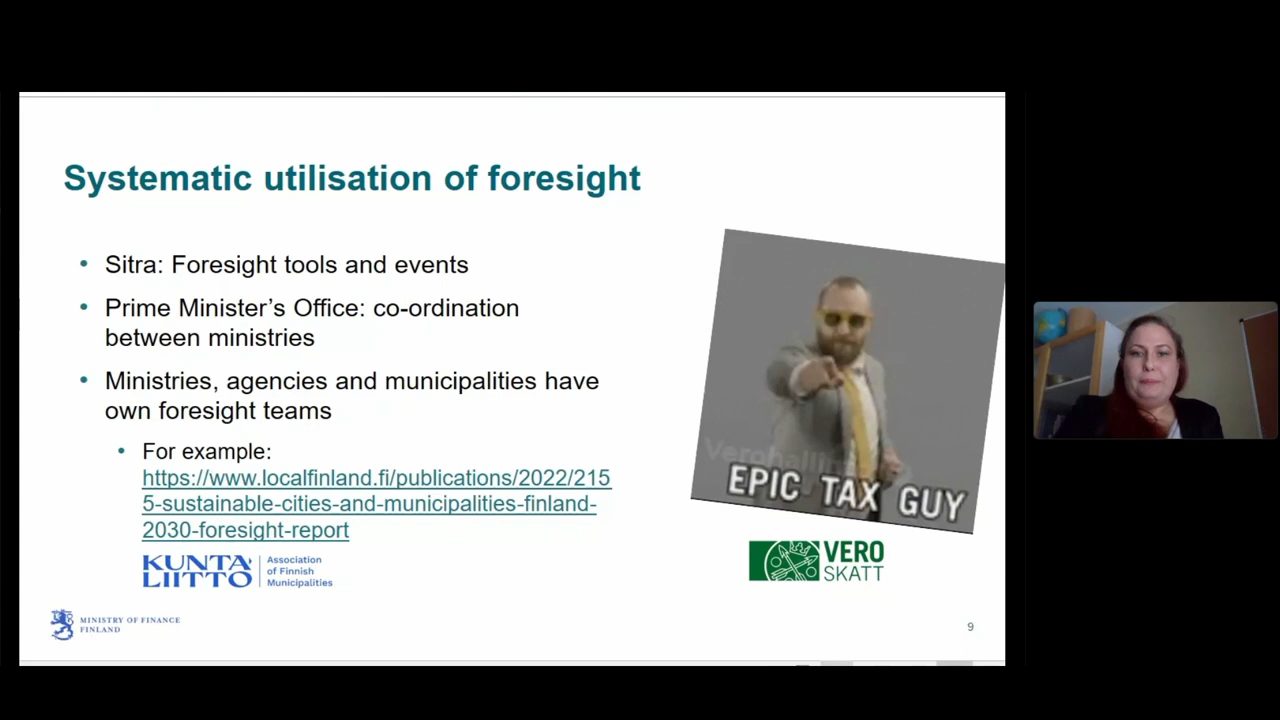 Systematic utilisation of foresight
• Sitra: Foresight tools and events
• Prime Minister’s Office: co-ordination
between ministries
• Ministries, agencies and municipalities have
own foresight teams
• For example:
https://www.localfinland.fi/publications/2022/215
5-sustainable-cities-and-municipalities-finland-
2030-foresight-report
KUNTA
LIITTO
Association
of Finnish
Municipalities
EPIC TAX GUY
VERO
SKATT
MINISTRY OF FINANCE
FINLAND
9